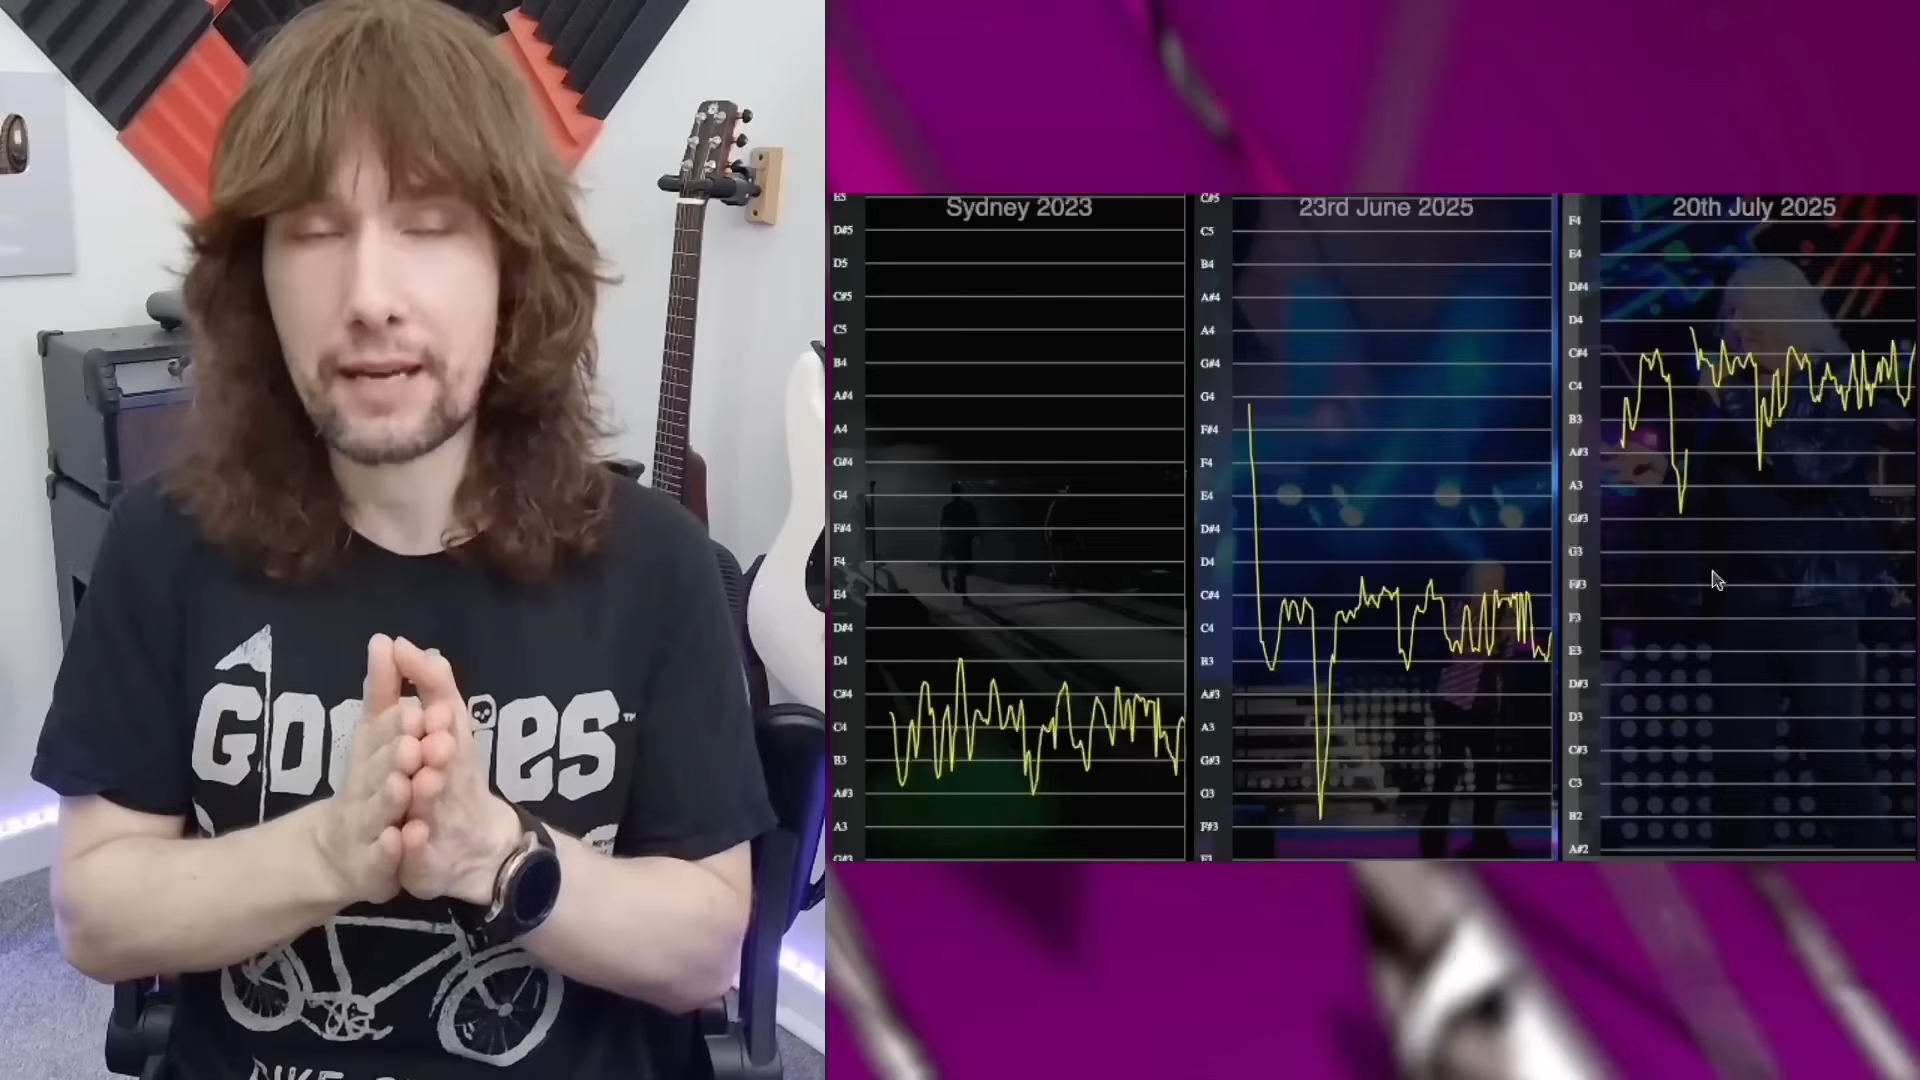 Sydney 2023
E5
D#5
D5
C#5
C5
B4
A#4
A4
G#4
G4
F#4
F4
E4
D#4
D4
C#4
C4
B3
A#3
A3
G#3
23rd June 2025
C#5
C5
B4
A#4
A4
G#4
G4
F#4
F4
E4
D#4
D4
C#4
C4
B3
A#3
A3
G#3
G3
F#3
20th July 2025
F4
E4
D#4
D4
C#4
C4
B3
A#3
A3
G#3
G3
F#3
F3
E3
D#3
D3
C#3
C3
B2
A#2